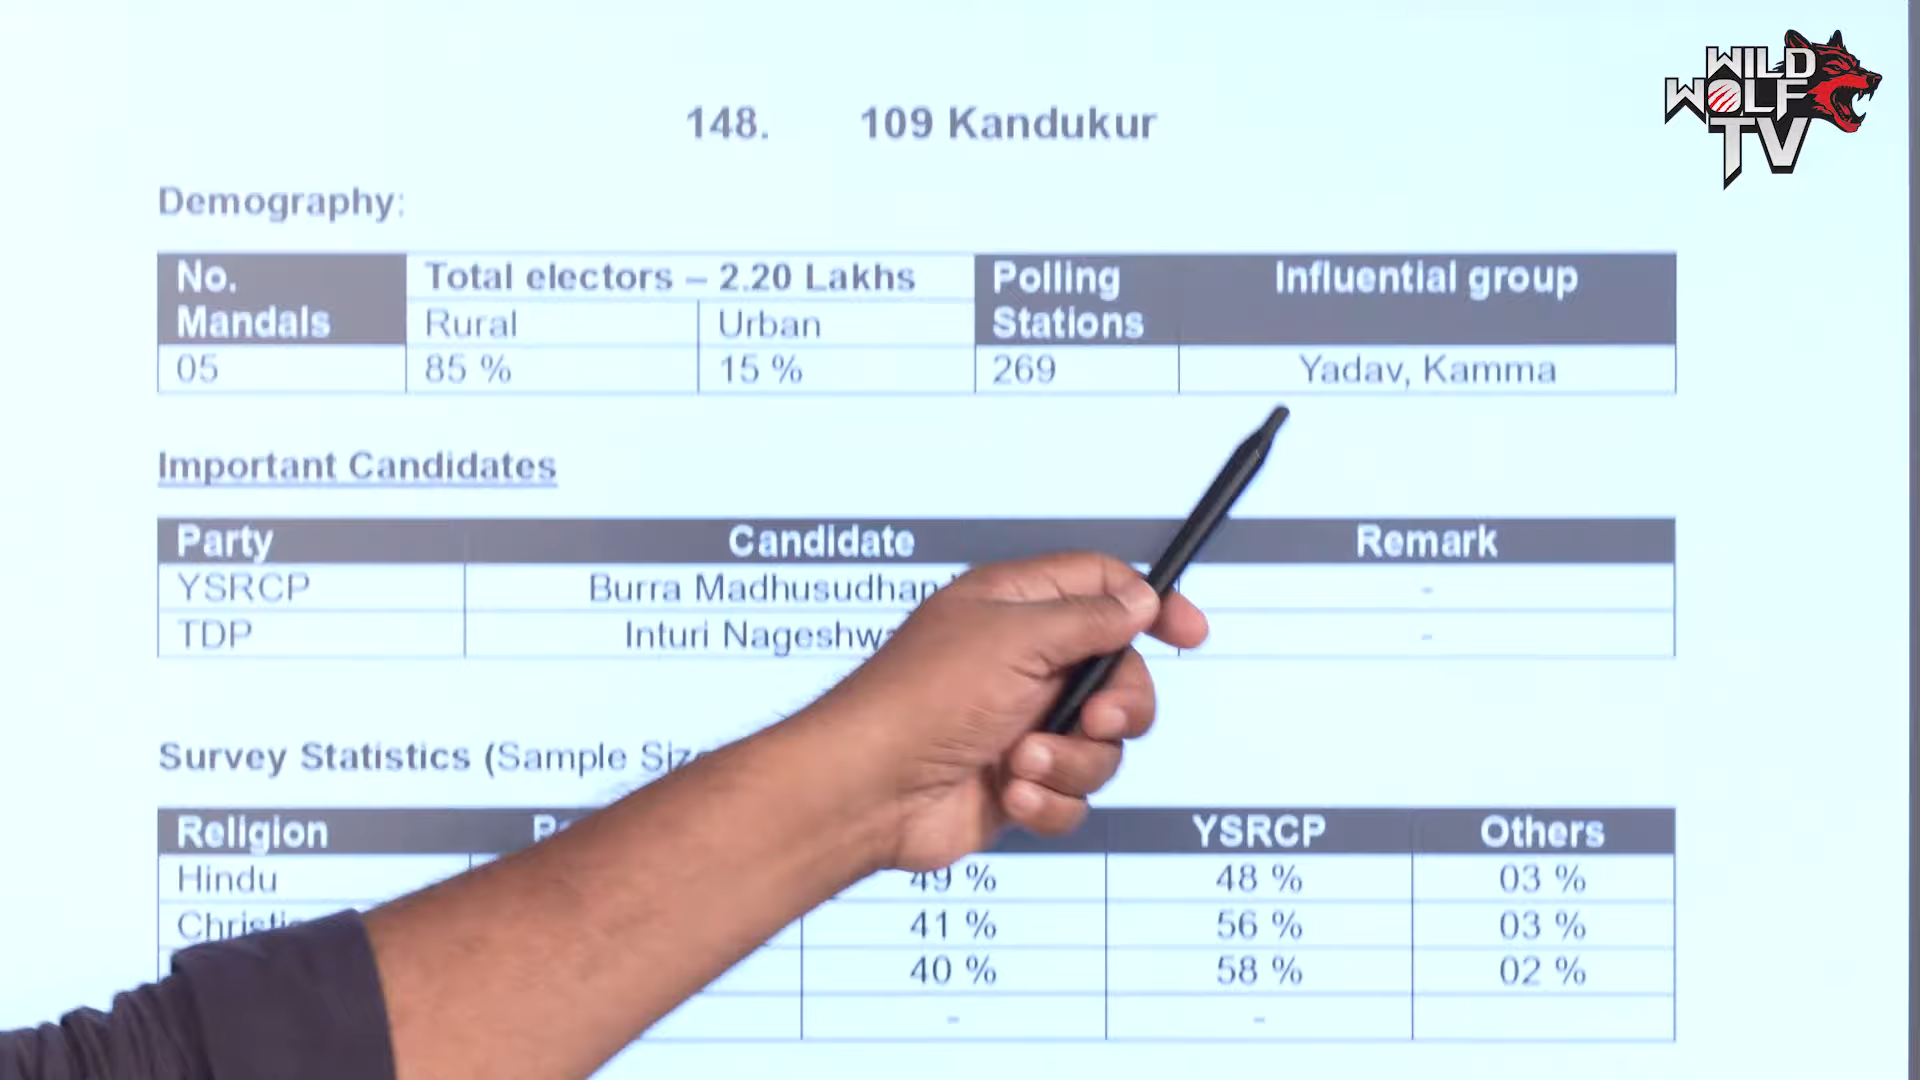 WILD
WOLF
TV
148. 109 Kandukur
Demography:
No. Mandals Total electors – 2.20 Lakhs Polling Stations Influential group
Rural Urban
05 85 % 15 % 269 Yadav, Kamma
Important Candidates
Party Candidate Remark
YSRCP Burra Madhusudhan -
TDP Inturi -
Survey Statistics (Sample
Religion YSRCP Others
Hindu 49 % 48 % 03 %
41 % 56 % 03 %
40 % 58 % 02 %
- -